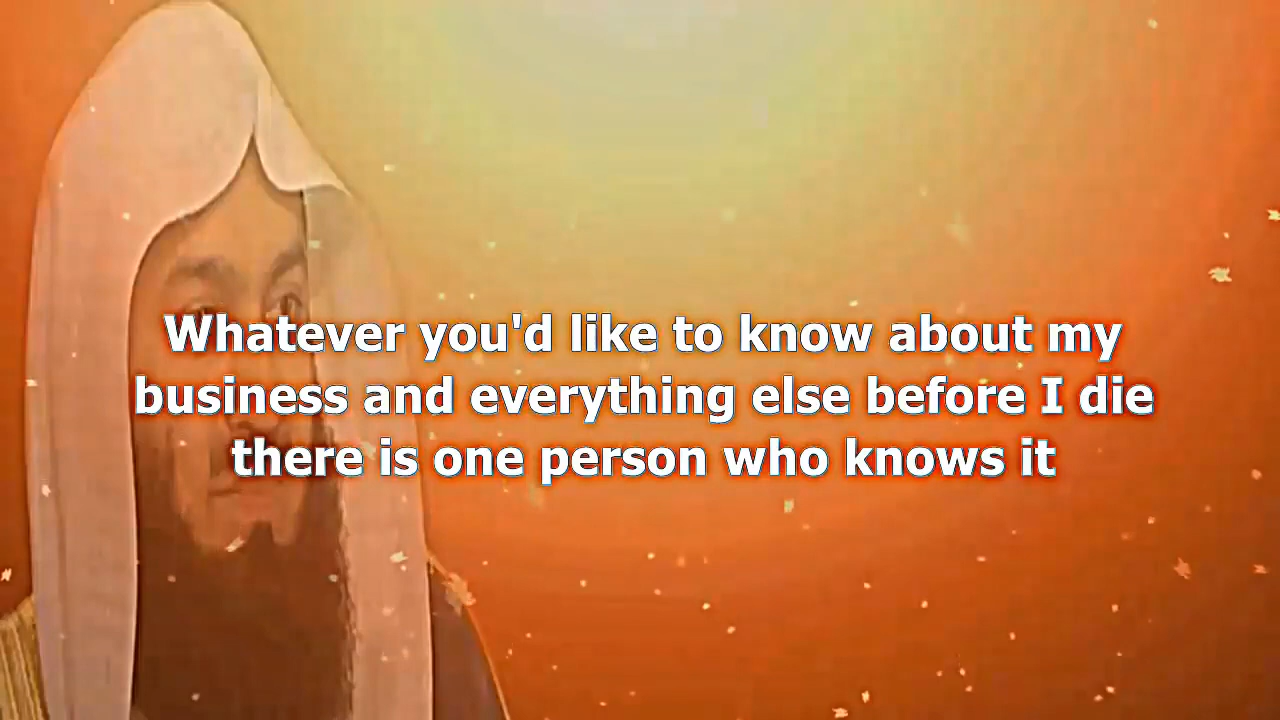 Whatever you'd like to know about my
business and everything else before I die
there is one person who knows it